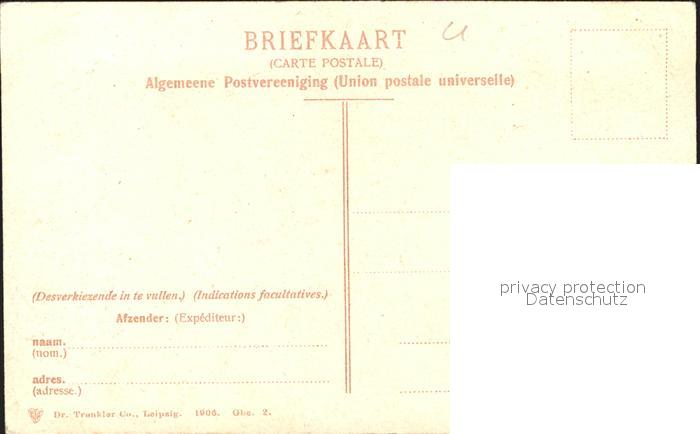 BRIEFKAART
(CARTE POSTALE)
Algemeene Postvereeniging (Union postale universelle)
(Desverkiezende in te vullen.) (Indications facultatives.)
Afzender: (Expéditeur:)
naam.
(nom.)
adres.
(adresse.)
Dr. Trenkler Co., Leipzig. 1906. Gbe. 2.
privacy protection
Datenschutz